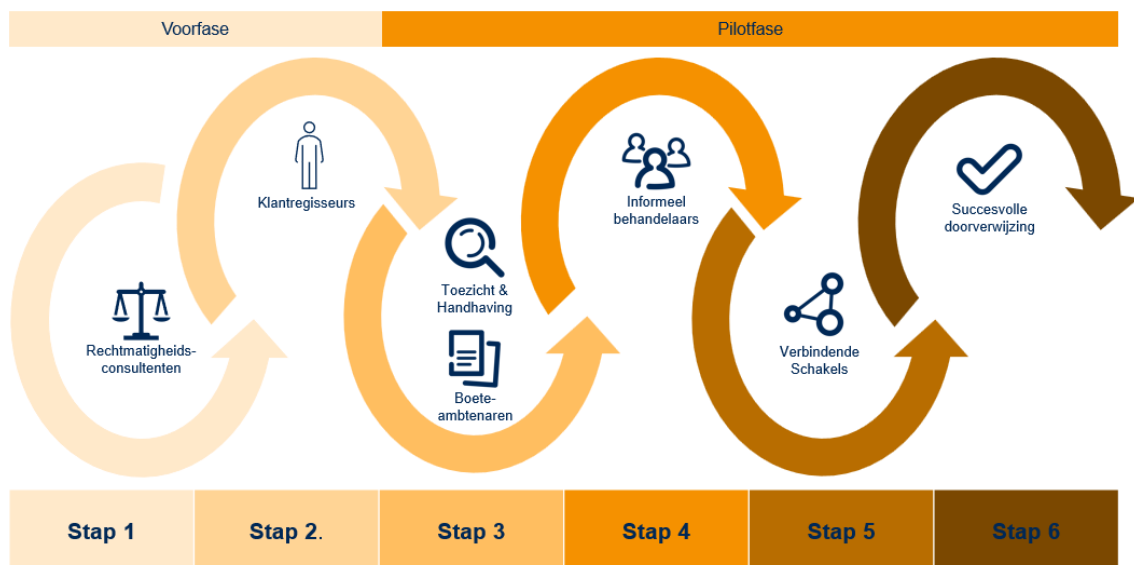 Voorfase
Pilotfase
Rechtmatigheids-
consultenten
Klantregisseurs
Toezicht &
Handhaving
Boete-
ambtenaren
Informeel
behandelaars
Verbindende
Schakels
Succesvolle
doorverwijzing
Stap 1
Stap 2.
Stap 3
Stap 4
Stap 5
Stap 6